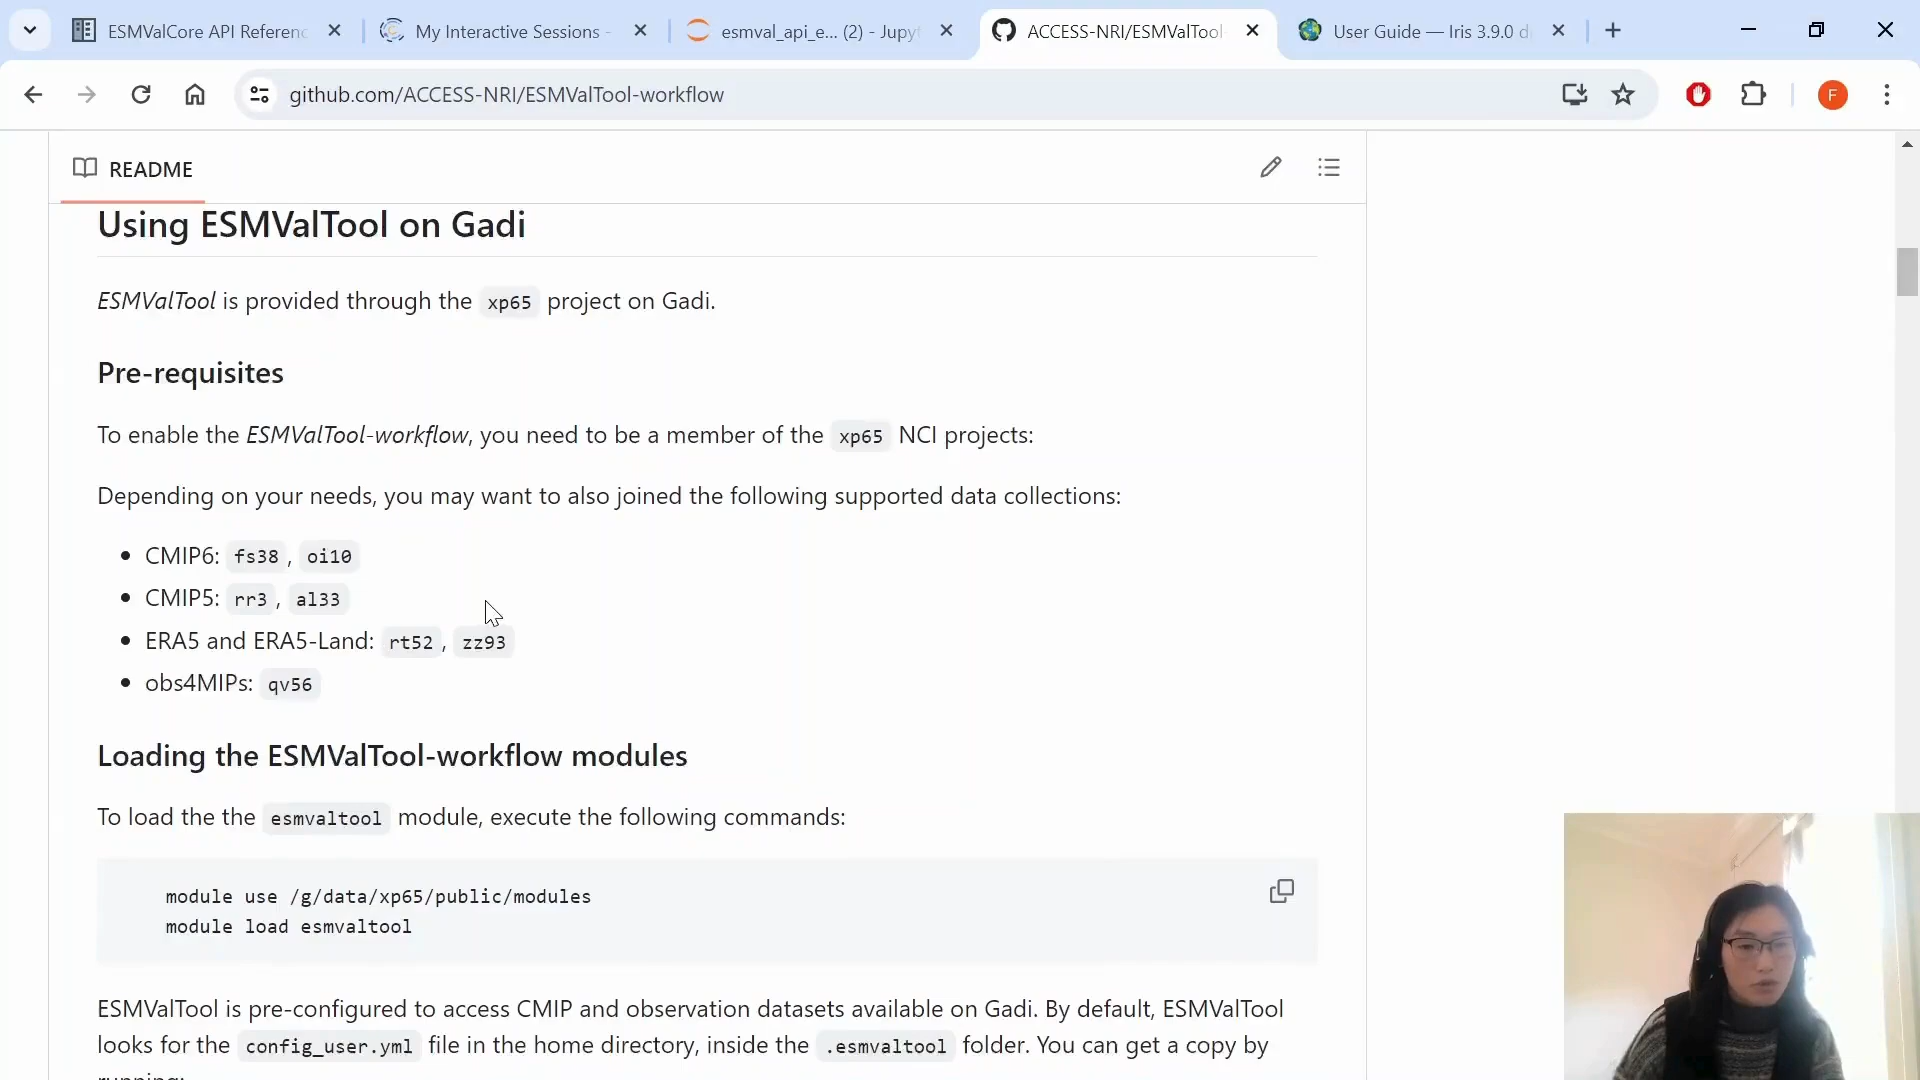 ESMValCore API Referenc
My Interactive Sessions -
esmval_api_e... (2) - Jupyt
ACCESS-NRI/ESMValTool-
User Guide — Iris 3.9.0 d
github.com/ACCESS-NRI/ESMValTool-workflow
F
README
Using ESMValTool on Gadi
ESMValTool is provided through the xp65 project on Gadi.
Pre-requisites
To enable the ESMValTool-workflow, you need to be a member of the xp65 NCI projects:
Depending on your needs, you may want to also joined the following supported data collections:
• CMIP6: fs38 , oi10
• CMIP5: rr3 , al33
• ERA5 and ERA5-Land: rt52 , zz93
• obs4MIPs: qv56
Loading the ESMValTool-workflow modules
To load the the esmvaltool module, execute the following commands:
module use /g/data/xp65/public/modules
module load esmvaltool
ESMValTool is pre-configured to access CMIP and observation datasets available on Gadi. By default, ESMValTool
looks for the config_user.yml file in the home directory, inside the .esmvaltool folder. You can get a copy by
running: